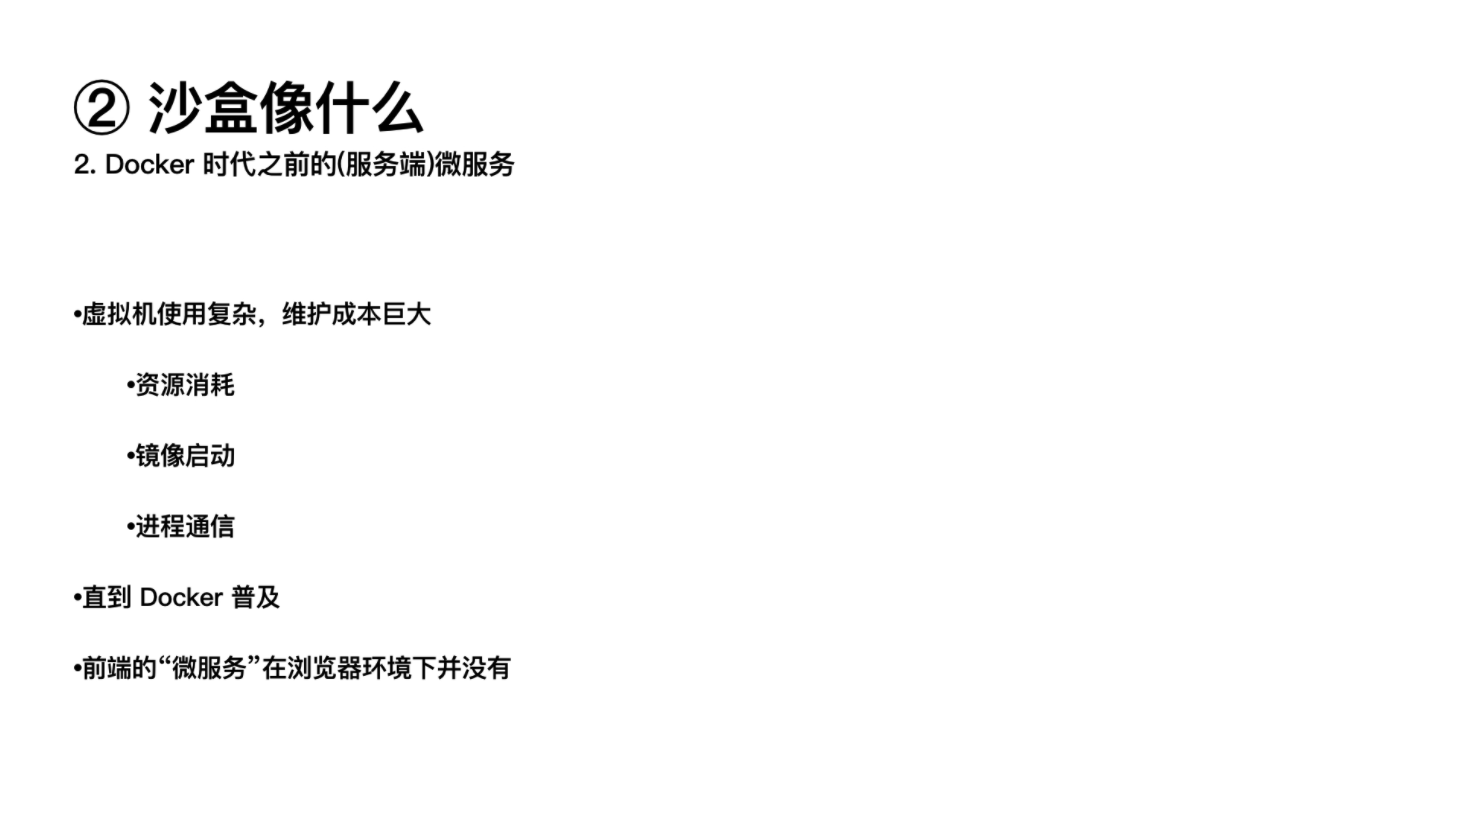 ② 沙盒像什么
2. Docker 时代之前的(服务端)微服务
•虚拟机使用复杂，维护成本巨大
•资源消耗
•镜像启动
•进程通信
•直到 Docker 普及
•前端的“微服务”在浏览器环境下并没有